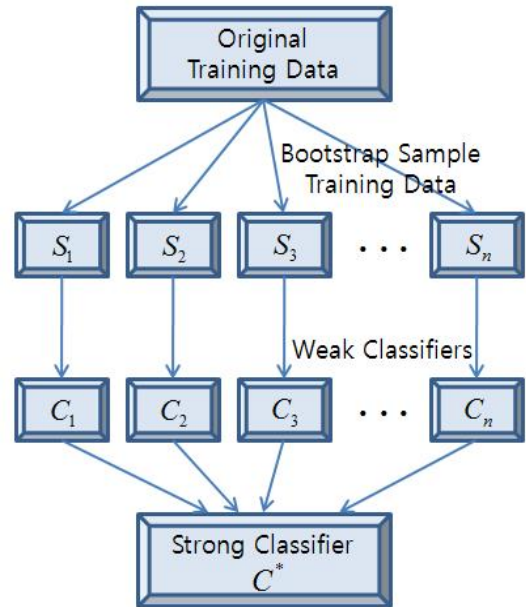 Original
Training Data
Bootstrap Sample
Training Data
S₁ S₂ S₃ . . . Sₙ
Weak Classifiers
C₁ C₂ C₃ . . . Cₙ
Strong Classifier
C*